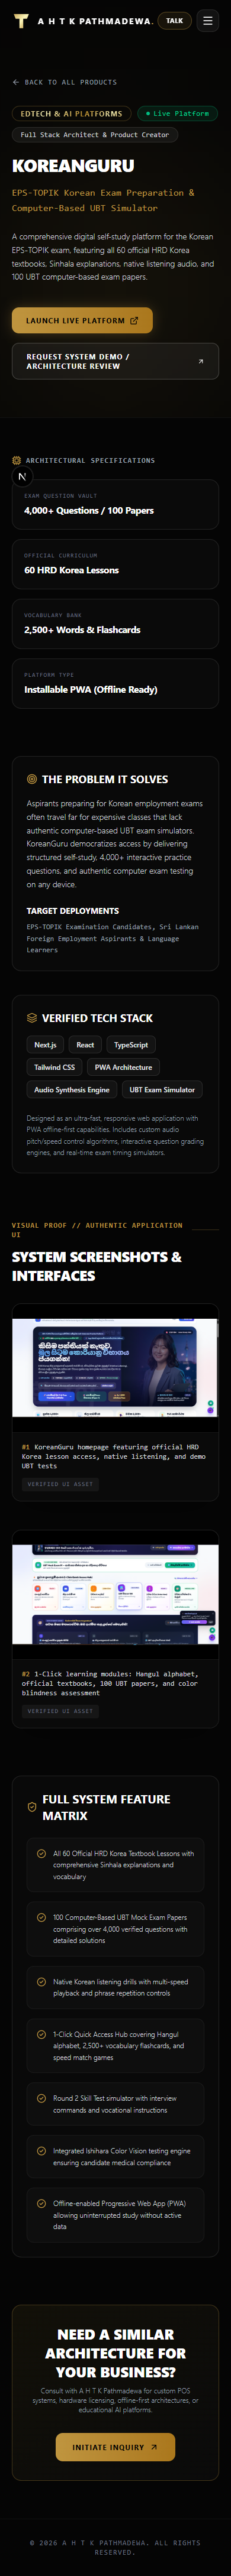 A H T K PATHMADEWA.
TALK
BACK TO ALL PRODUCTS
EDTECH & AI PLATFORMS
Live Platform
Full Stack Architect & Product Creator
KOREANGURU
EPS-TOPIK Korean Exam Preparation &
Computer-Based UBT Simulator
A comprehensive digital self-study platform for the Korean
EPS-TOPIK exam, featuring all 60 official HRD Korea
textbooks, Sinhala explanations, native listening audio, and
100 UBT computer-based exam papers.
LAUNCH LIVE PLATFORM
REQUEST SYSTEM DEMO /
ARCHITECTURE REVIEW
ARCHITECTURAL SPECIFICATIONS
N
EXAM QUESTION VAULT
4,000+ Questions / 100 Papers
OFFICIAL CURRICULUM
60 HRD Korea Lessons
VOCABULARY BANK
2,500+ Words & Flashcards
PLATFORM TYPE
Installable PWA (Offline Ready)
THE PROBLEM IT SOLVES
Aspirants preparing for Korean employment exams
often travel far for expensive classes that lack
authentic computer-based UBT exam simulators.
KoreanGuru democratizes access by delivering
structured self-study, 4,000+ interactive practice
questions, and authentic computer exam testing
on any device.
TARGET DEPLOYMENTS
EPS-TOPIK Examination Candidates, Sri Lankan
Foreign Employment Aspirants & Language
Learners
VERIFIED TECH STACK
Next.js
React
TypeScript
Tailwind CSS
PWA Architecture
Audio Synthesis Engine
UBT Exam Simulator
Designed as an ultra-fast, responsive web application with
PWA offline-first capabilities. Includes custom audio
pitch/speed control algorithms, interactive question grading
engines, and real-time exam timing simulators.
VISUAL PROOF // AUTHENTIC APPLICATION
UI
SYSTEM SCREENSHOTS &
INTERFACES
#1 KoreanGuru homepage featuring official HRD
Korea lesson access, native listening, and demo
UBT tests
VERIFIED UI ASSET
#2 1-Click learning modules: Hangul alphabet,
official textbooks, 100 UBT papers, and color
blindness assessment
VERIFIED UI ASSET
FULL SYSTEM FEATURE
MATRIX
All 60 Official HRD Korea Textbook Lessons with
comprehensive Sinhala explanations and
vocabulary
100 Computer-Based UBT Mock Exam Papers
comprising over 4,000 verified questions with
detailed solutions
Native Korean listening drills with multi-speed
playback and phrase repetition controls
1-Click Quick Access Hub covering Hangul
alphabet, 2,500+ vocabulary flashcards, and
speed match games
Round 2 Skill Test simulator with interview
commands and vocational instructions
Integrated Ishihara Color Vision testing engine
ensuring candidate medical compliance
Offline-enabled Progressive Web App (PWA)
allowing uninterrupted study without active
data
NEED A SIMILAR
ARCHITECTURE FOR
YOUR BUSINESS?
Consult with A H T K Pathmadewa for custom POS
systems, hardware licensing, offline-first architectures, or
educational AI platforms.
INITIATE INQUIRY
© 2026 A H T K PATHMADEWA. ALL RIGHTS
RESERVED.